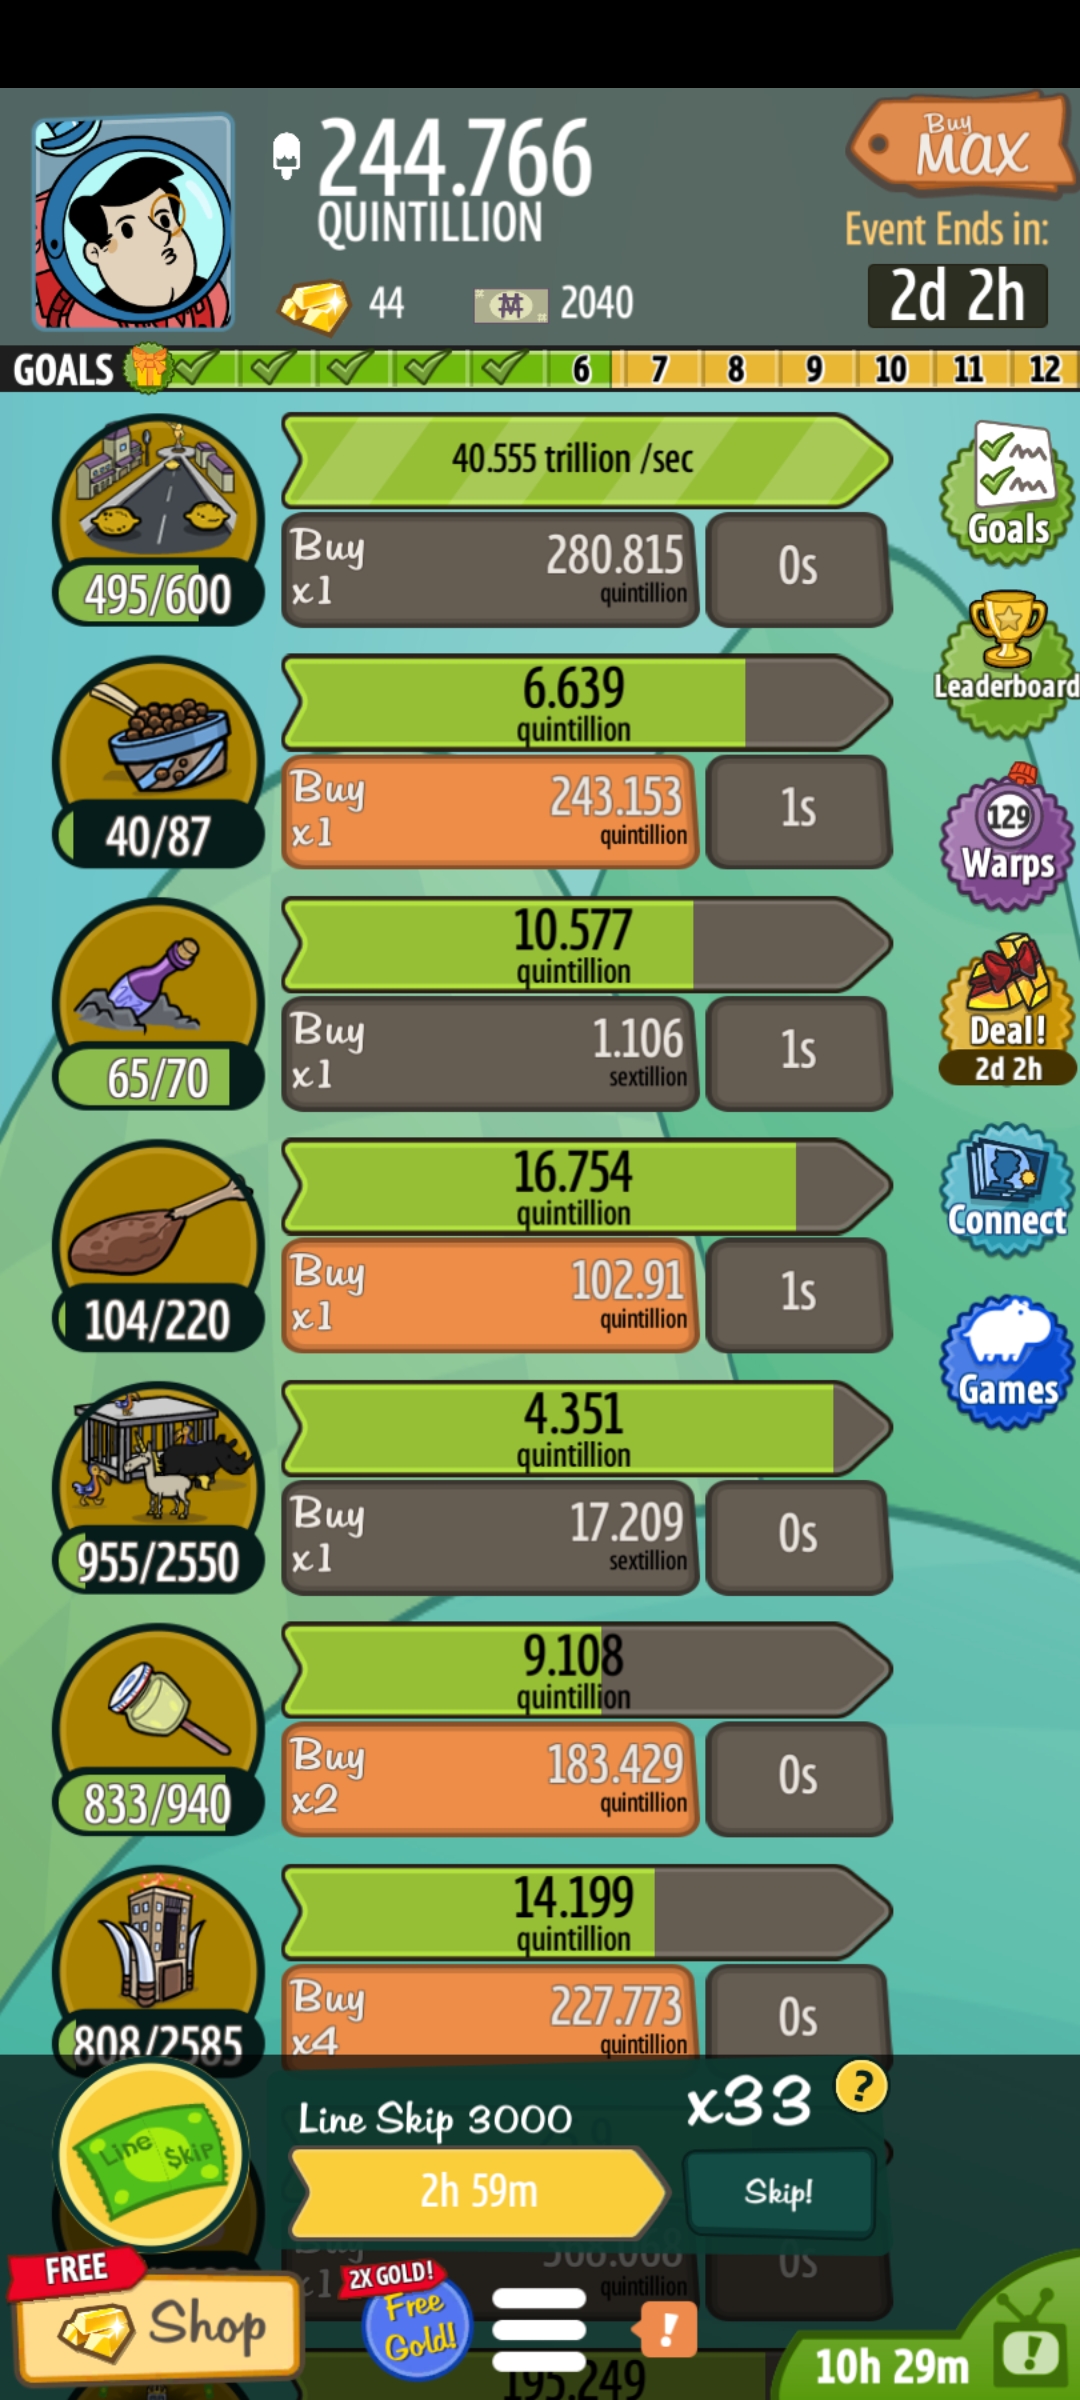 244.766
QUINTILLION
Buy
MAX
Event Ends in:
2d 2h
44
2040
GOALS 6 7 8 9 10 11 12
40.555 trillion /sec
Buy
x1
280.815
quintillion
0s
495/600
Goals
6.639
quintillion
Buy
x1
243.153
quintillion
1s
40/87
Leaderboard
129
Warps
10.577
quintillion
Buy
x1
1.106
sextillion
1s
65/70
Deal!
2d 2h
16.754
quintillion
Buy
x1
102.91
quintillion
1s
104/220
Connect
Games
4.351
quintillion
Buy
x1
17.209
sextillion
0s
955/2550
9.108
quintillion
Buy
x2
183.429
quintillion
0s
833/940
14.199
quintillion
Buy
x4
227.773
quintillion
0s
808/2585
Line Skip
Line Skip 3000
x33
?
2h 59m
Skip!
Buy
x1
quintillion
0s
FREE
Shop
2X GOLD!
Free
Gold!
!
195.249
10h 29m
!